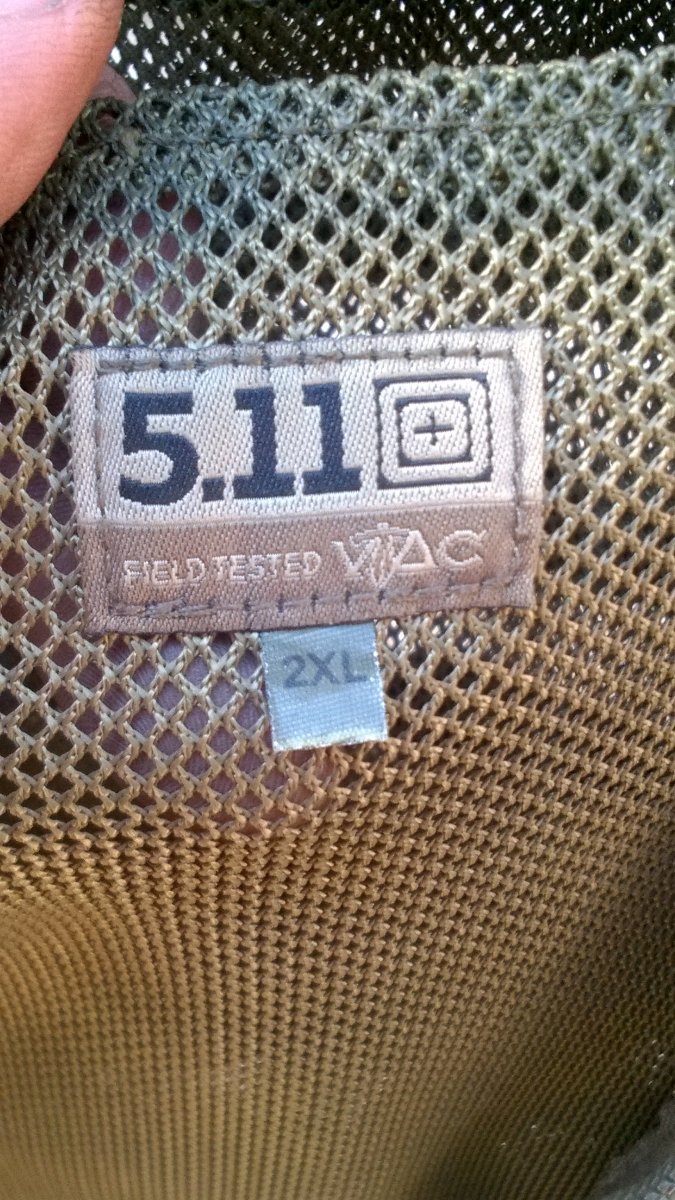 5.11
FIELD TESTED VTAC
2XL